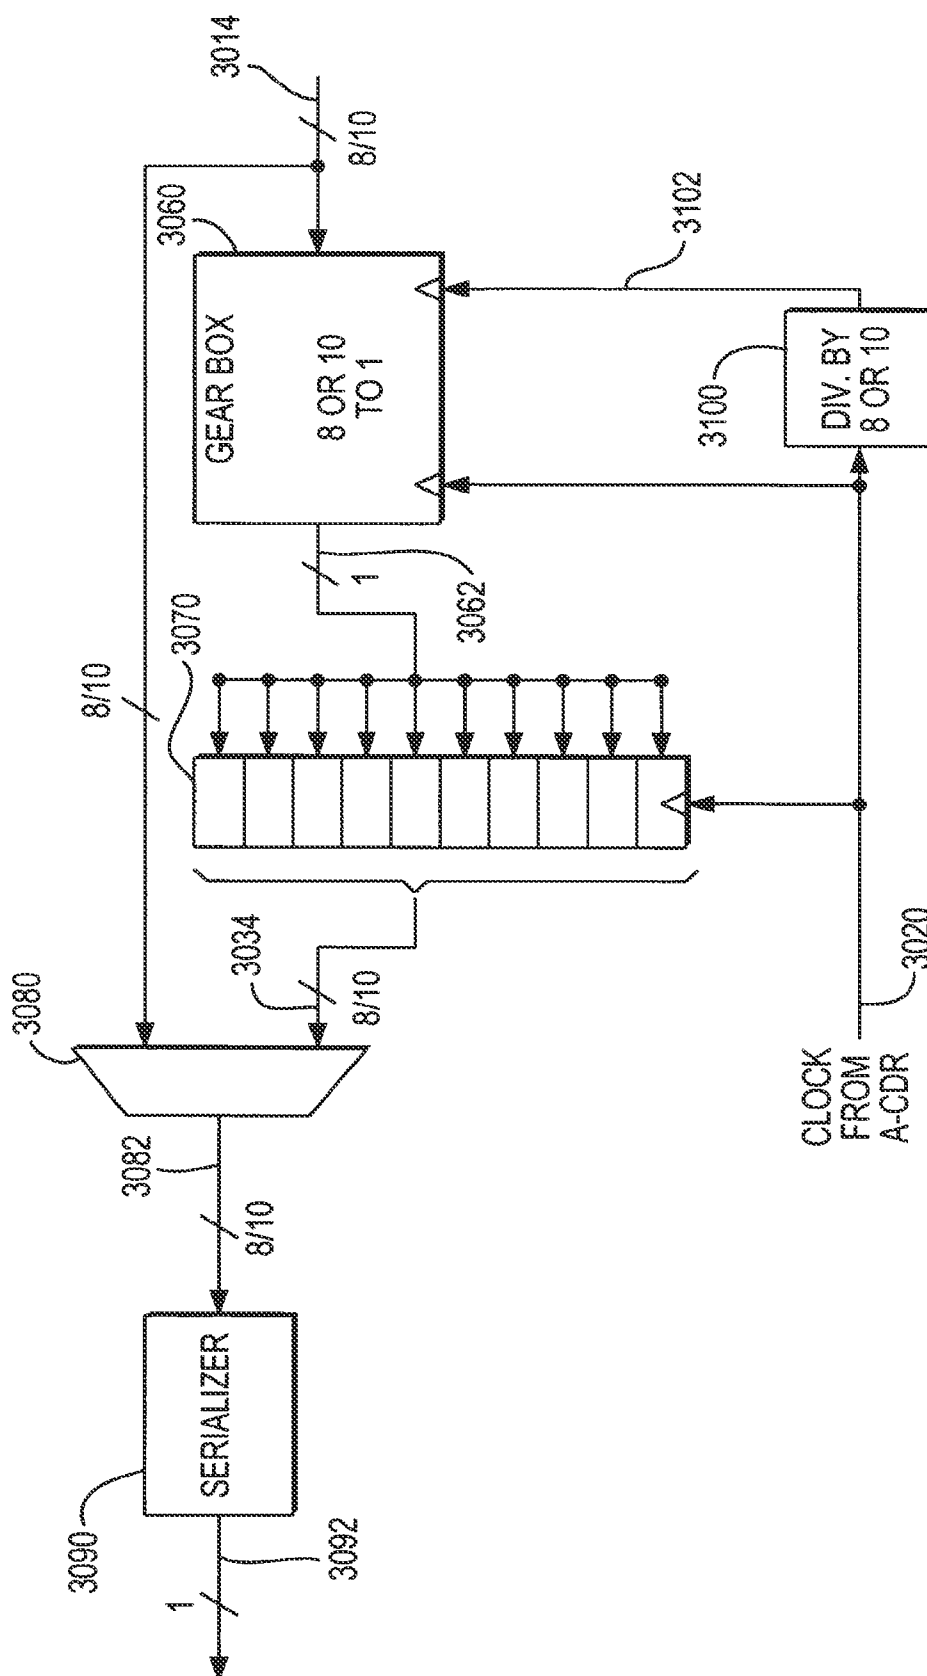 3014
8/10
3060
GEAR BOX
8 OR 10
TO 1
3102
3100
DIV. BY
8 OR 10
1
3062
3070
8/10
3034
8/10
3020
CLOCK
FROM
A-CDR
3080
3082
8/10
SERIALIZER
3090
3092
1